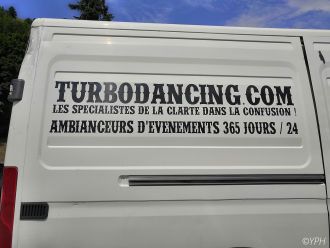 TURBODANCING.COM
LES SPECIALISTES DE LA CLARTE DANS LA CONFUSION !
AMBIANCEURS D'EVENEMENTS 365 JOURS / 24
©YPH